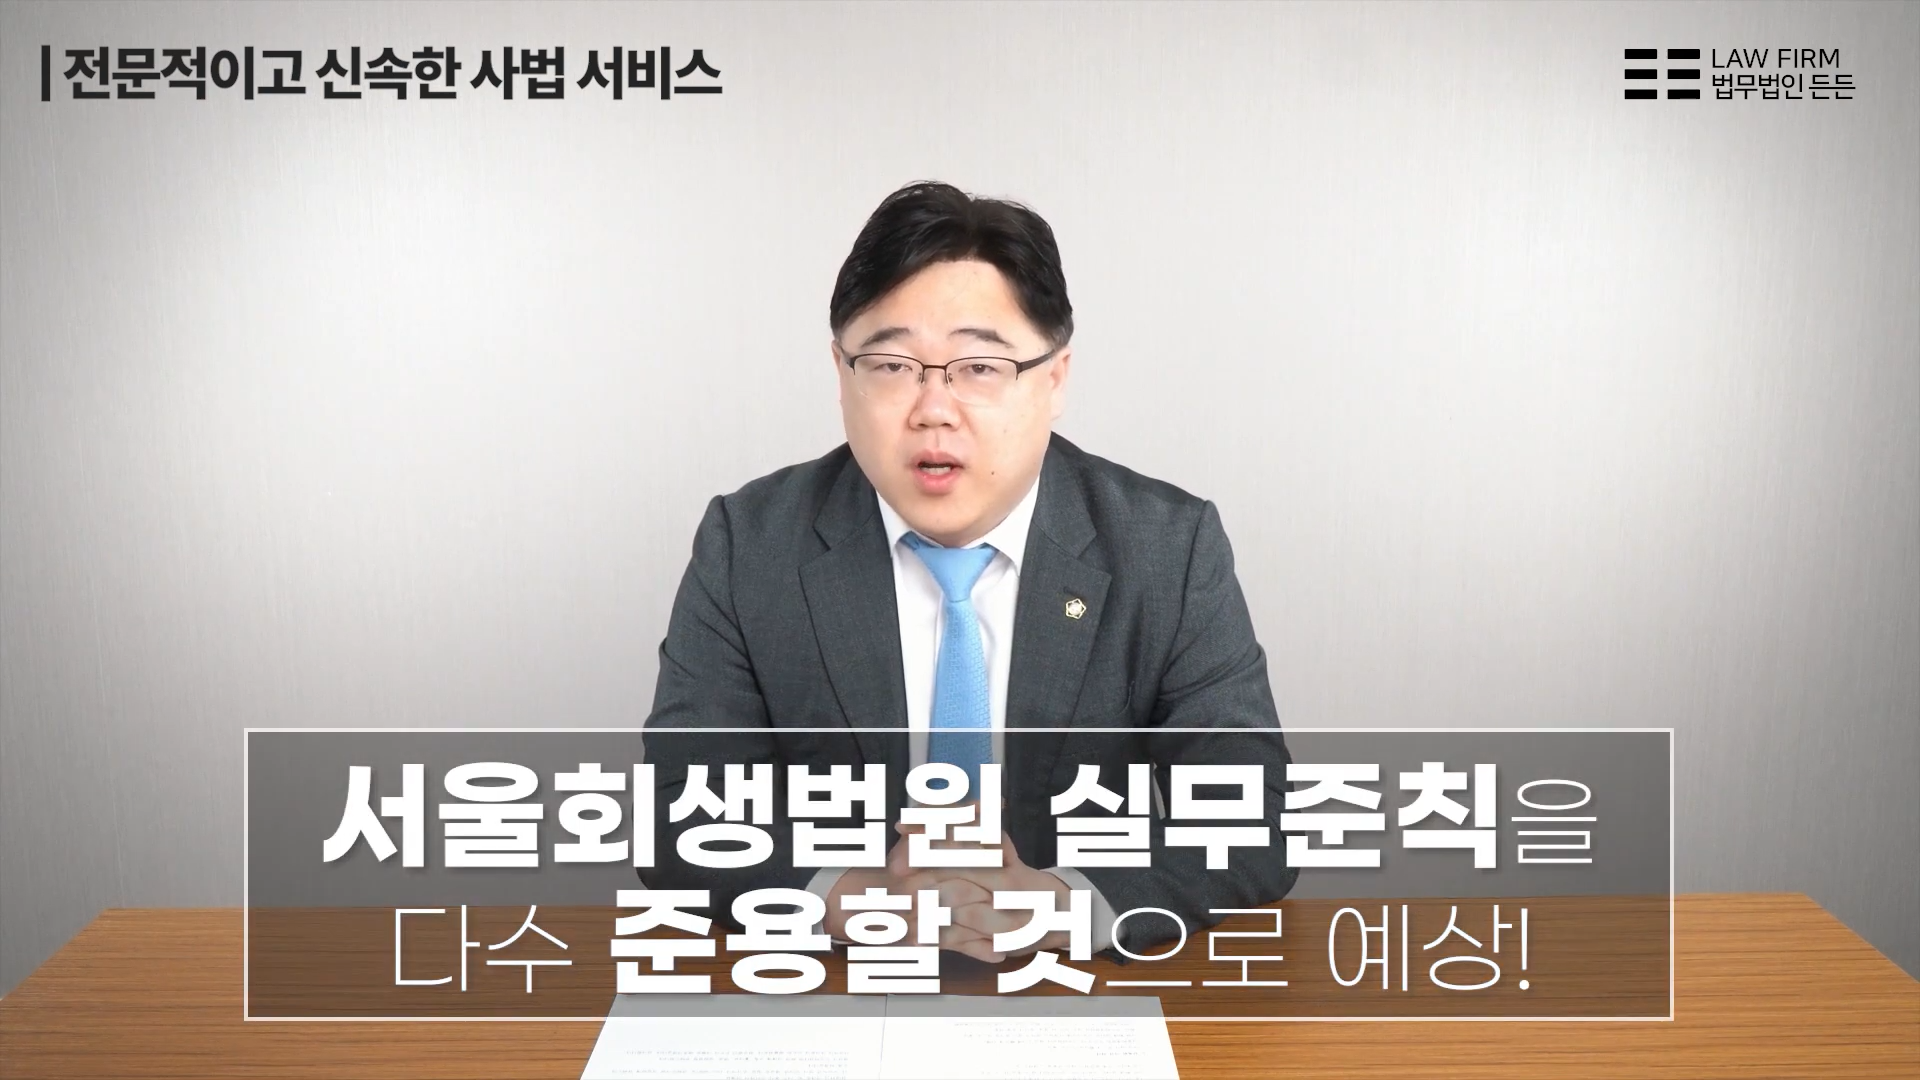 | 전문적이고 신속한 사법 서비스
LAW FIRM
법무법인 든든
서울회생법원 실무준칙을
다수 준용할 것으로 예상!